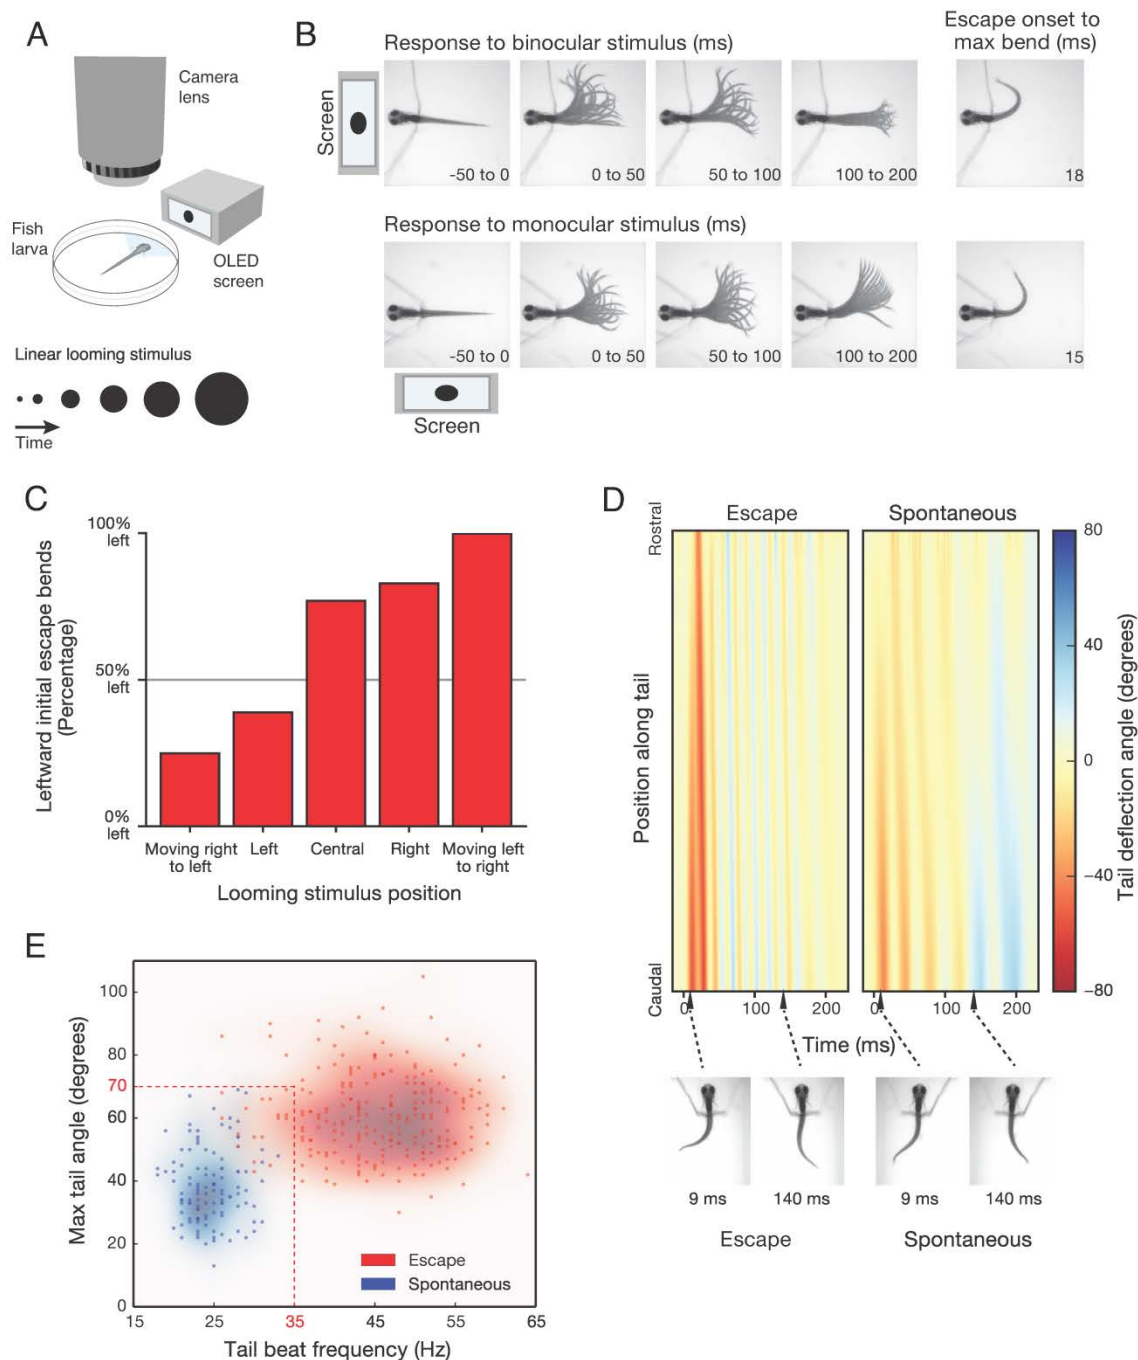 A
Camera
lens
Fish
larva
OLED
screen
Linear looming stimulus
Time
B
Response to binocular stimulus (ms)
Escape onset to
max bend (ms)
Screen
-50 to 0
0 to 50
50 to 100
100 to 200
18
Response to monocular stimulus (ms)
-50 to 0
0 to 50
50 to 100
100 to 200
15
Screen
C
Leftward initial escape bends
(Percentage)
100%
left
50%
left
0%
left
Moving right
to left
Left
Central
Right
Moving left
to right
Looming stimulus position
D
Escape
Spontaneous
Rostral
Position along tail
Caudal
0
100
200
0
100
200
Time (ms)
80
40
0
−40
−80
Tail deflection angle (degrees)
9 ms
140 ms
9 ms
140 ms
Escape
Spontaneous
E
Max tail angle (degrees)
100
80
70
60
40
20
0
Escape
Spontaneous
15
25
35
45
55
65
Tail beat frequency (Hz)